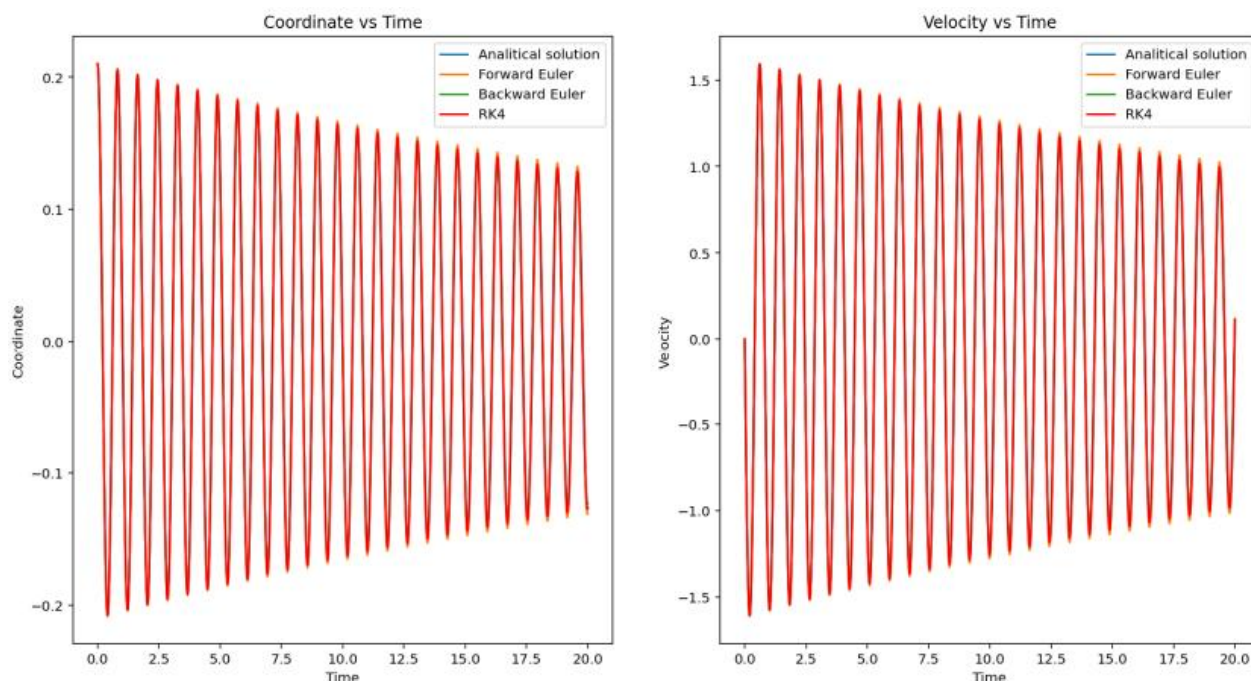 Coordinate vs Time
Coordinate
0.2
0.1
0.0
−0.1
−0.2
Analitical solution
Forward Euler
Backward Euler
RK4
0.0 2.5 5.0 7.5 10.0 12.5 15.0 17.5 20.0
Time
Velocity vs Time
Velocity
1.5
1.0
0.5
0.0
−0.5
−1.0
−1.5
Analitical solution
Forward Euler
Backward Euler
RK4
0.0 2.5 5.0 7.5 10.0 12.5 15.0 17.5 20.0
Time